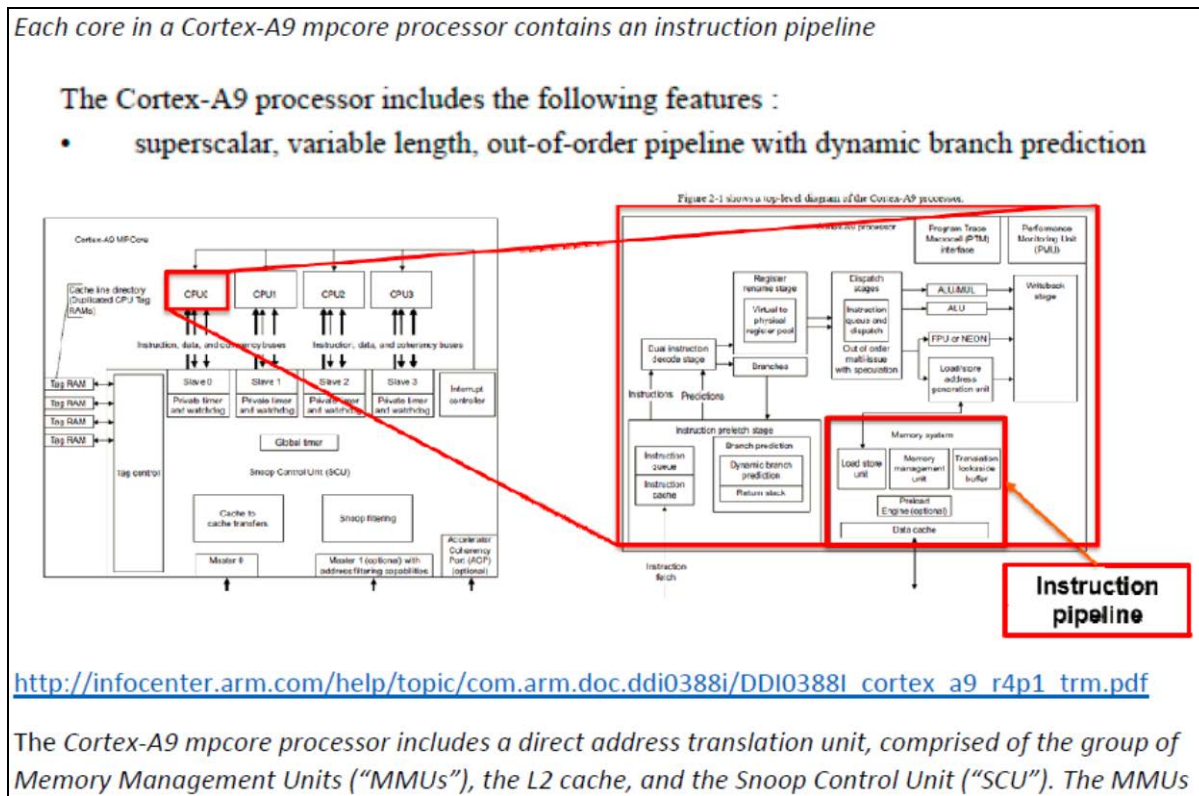 Each core in a Cortex-A9 mpcore processor contains an instruction pipeline
The Cortex-A9 processor includes the following features :
• superscalar, variable length, out-of-order pipeline with dynamic branch prediction
Figure 2-1 shows a top-level diagram of the Cortex-A9 processor.
Cortex-A9 MPCore
Cache line directory
(Duplicated CPU Tag
RAMs)
CPU0
CPU1
CPU2
CPU3
Instruction, data, and coherency buses
Instruction, data, and coherency buses
Tag RAM
Tag RAM
Tag RAM
Tag RAM
Tag control
Slave 0
Private timer
and watchdog
Slave 1
Private timer
and watchdog
Slave 2
Private timer
and watchdog
Slave 3
Private timer
and watchdog
Interrupt
controller
Global timer
Snoop Control Unit (SCU)
Cache to
cache transfers
Snoop filtering
Master 0
Master 1 (optional) with
address filtering capabilities
Accelerator
Coherency
Port (ACP)
(optional)
processor
Program Trace
Macrocell (PTM)
interface
Performance
Monitoring Unit
(PMU)
Register
rename stage
Virtual to
physical
register pool
Dispatch
stages
Instruction
queue and
dispatch
Out of order
multi-issue
with speculation
ALU/MUL
ALU
FPU or NEON
Load/store
address
generation unit
Writeback
stage
Dual instruction
decode stage
Branches
Instructions
Predictions
Instruction prefetch stage
Instruction
queue
Instruction
cache
Branch prediction
Dynamic branch
prediction
Return stack
Memory system
Load store
unit
Memory
management
unit
Translation
lookaside
buffer
Preload
Engine (optional)
Data cache
Instruction
fetch
Instruction
pipeline
http://infocenter.arm.com/help/topic/com.arm.doc.ddi0388i/DDI0388I_cortex_a9_r4p1_trm.pdf
The Cortex-A9 mpcore processor includes a direct address translation unit, comprised of the group of
Memory Management Units (“MMUs”), the L2 cache, and the Snoop Control Unit (“SCU”). The MMUs